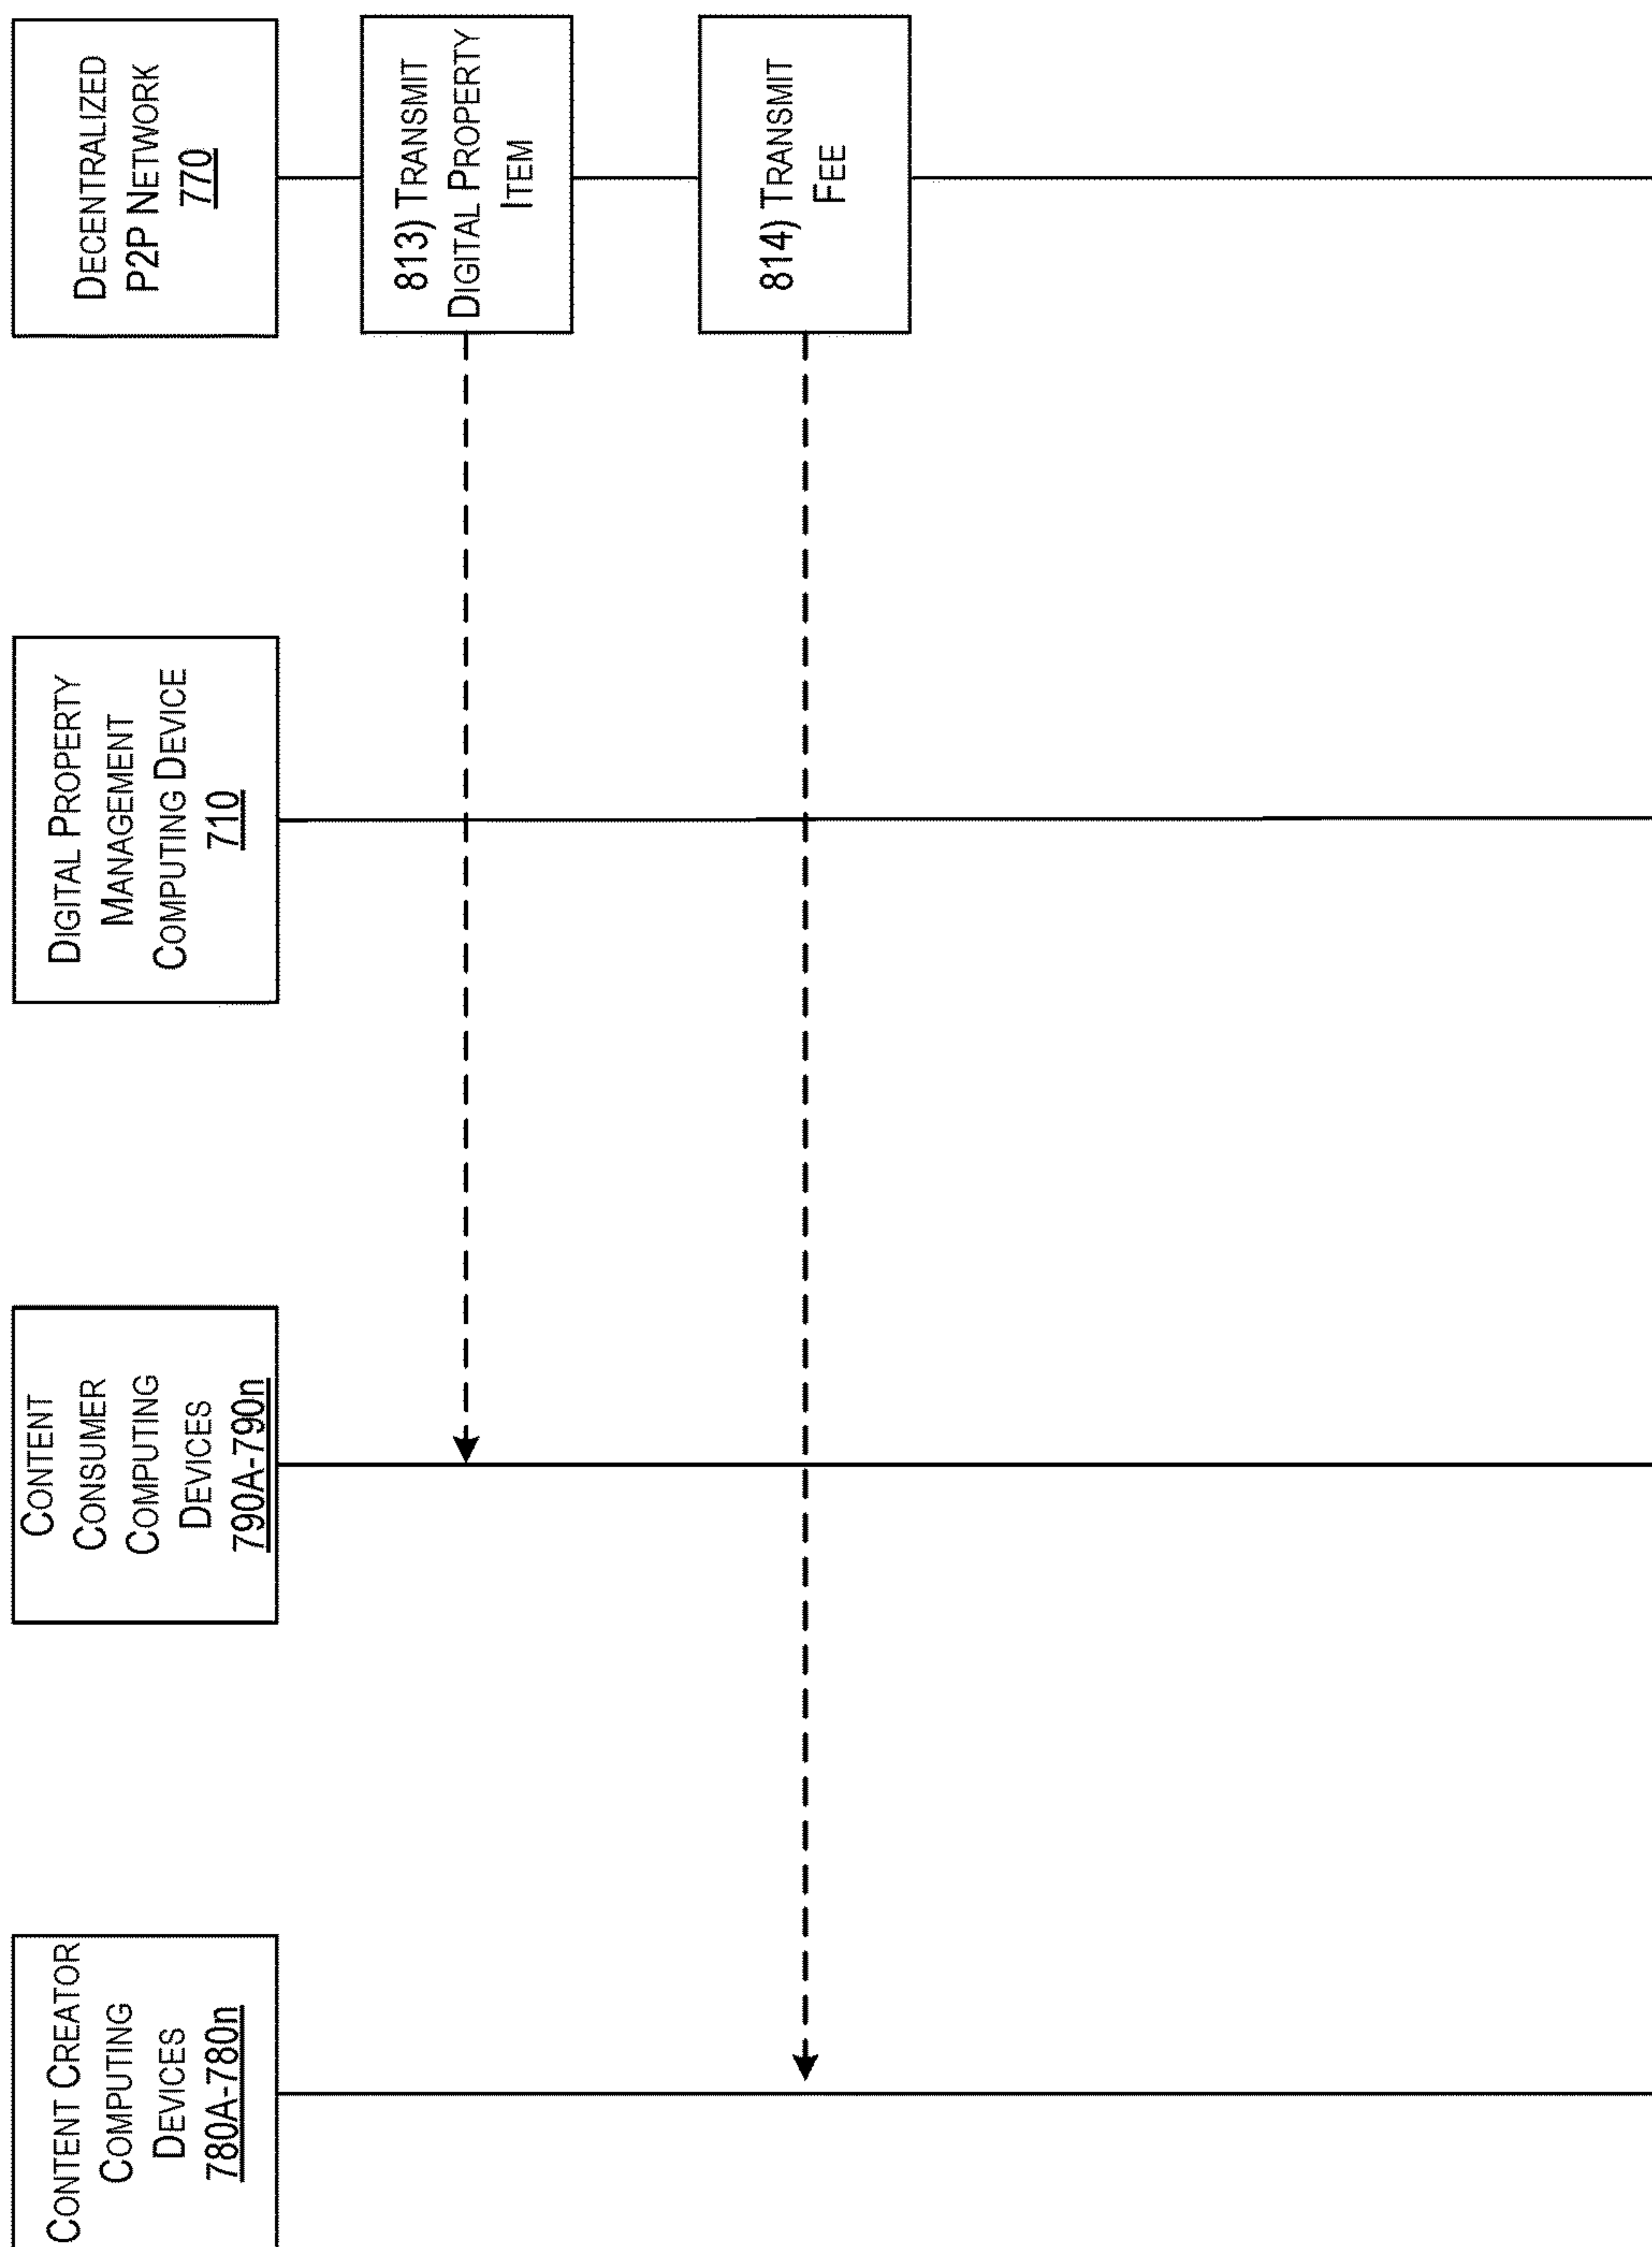 CONTENT CREATOR
COMPUTING
DEVICES
780A-780n
CONTENT
CONSUMER
COMPUTING
DEVICES
790A-790n
DIGITAL PROPERTY
MANAGEMENT
COMPUTING DEVICE
710
DECENTRALIZED
P2P NETWORK
770
813) TRANSMIT
DIGITAL PROPERTY
ITEM
814) TRANSMIT
FEE